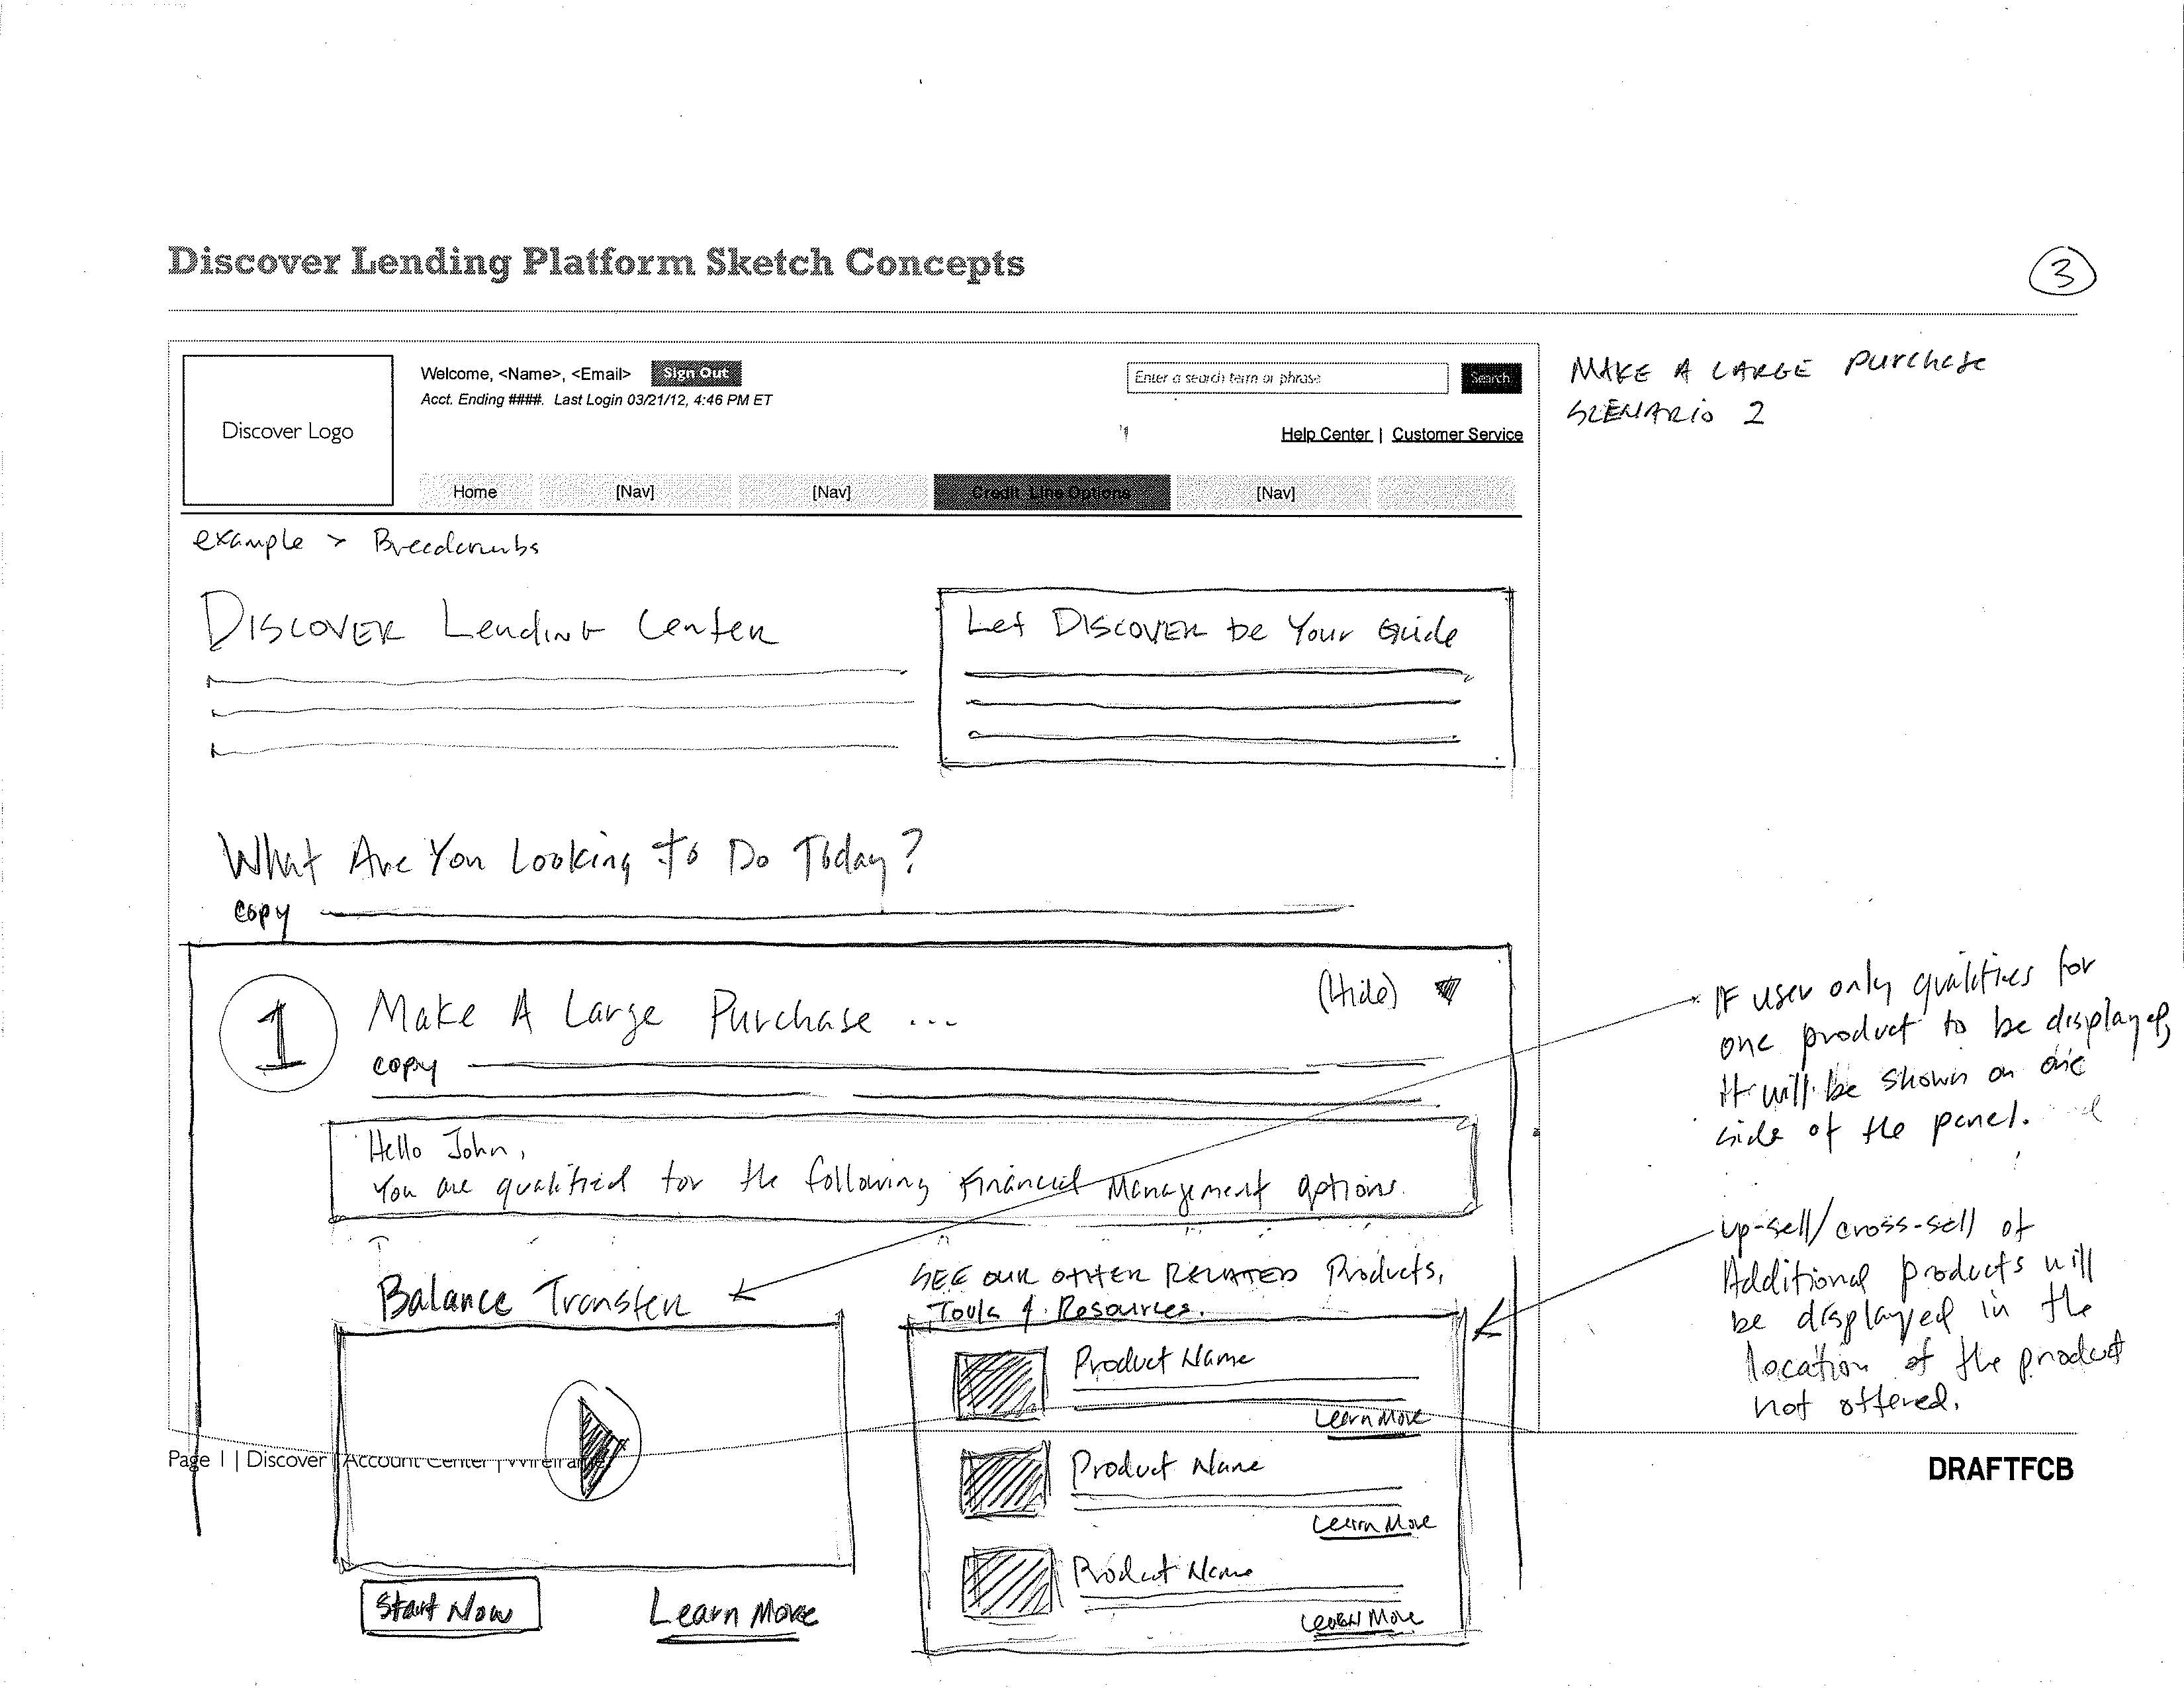 Discover Lending Platform Sketch Concepts
3
Welcome, <Name>, <Email> Sign Out
Acct. Ending ####. Last Login 03/21/12, 4:46 PM ET
Enter a search term or phrase Search
Discover Logo
Help Center | Customer Service
Home [Nav] [Nav] Credit Line Options [Nav]
MAKE A LARGE PURCHASE
SCENARIO 2
example > Breadcrumbs
DISCOVER Lending Center
Let DISCOVER be Your Guide
What Are You Looking To Do Today?
copy
1 Make A Large Purchase ...
(Hide)
copy
Hello John,
You are qualified for the following Financial Management options.
IF user only qualifies for
one product to be displayed,
it will be shown on one
side of the panel.
Balance Transfer
SEE OUR OTHER RELATED Products,
Tools & Resources.
Up-sell/cross-sell of
Additional products will
be displayed in the
location of the product
not offered.
Product Name
Learn More
Product Name
Learn More
Product Name
Learn More
Start Now
Learn More
Page 1 | Discover | Account Center | Wireframe
DRAFTFCB